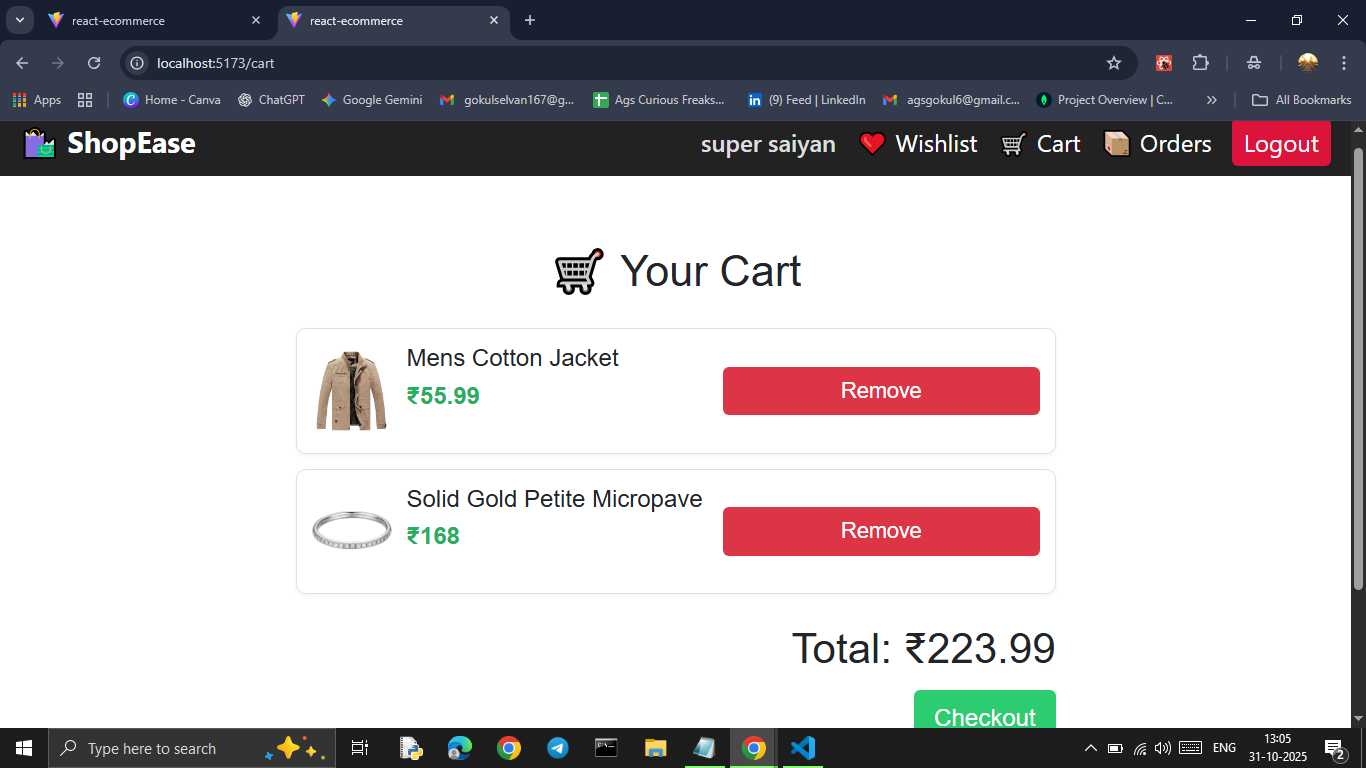 react-ecommerce
react-ecommerce
localhost:5173/cart
Apps
Home - Canva
ChatGPT
Google Gemini
gokulselvan167@g...
Ags Curious Freaks...
(9) Feed | LinkedIn
agsgokul6@gmail.c...
Project Overview | C...
All Bookmarks
ShopEase
super saiyan
Wishlist
Cart
Orders
Logout
Your Cart
Mens Cotton Jacket
₹55.99
Remove
Solid Gold Petite Micropave
₹168
Remove
Total: ₹223.99
Checkout
Type here to search
ENG
13:05
31-10-2025
2